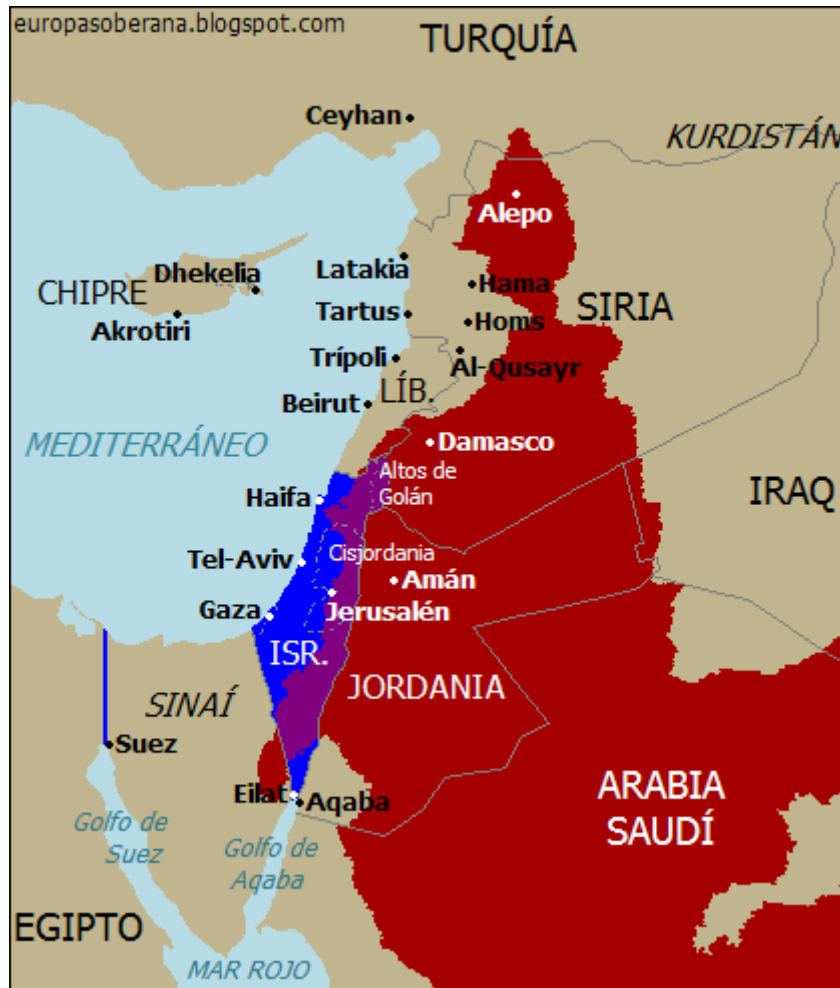 europasoberana.blogspot.com
TURQUÍA
Ceyhan
KURDISTÁN
Alepo
Dhekelia
Latakia
CHIPRE
Hama
SIRIA
Akrotiri
Tartus
Homs
Trípoli
Al-Qusayr
LÍB.
Beirut
MEDITERRÁNEO
Damasco
Altos de
Golán
Haifa
IRAQ
Cisjordania
Tel-Aviv
Amán
Gaza
Jerusalén
ISR.
SINAÍ
JORDANIA
Suez
Eilat
Aqaba
ARABIA
SAUDÍ
Golfo de
Suez
Golfo de
Aqaba
EGIPTO
MAR ROJO